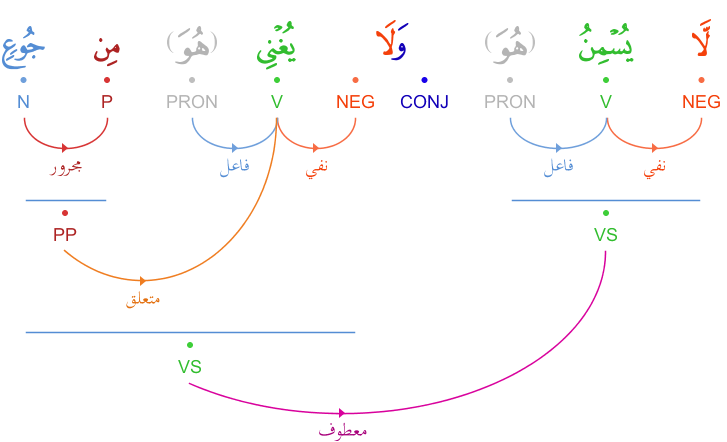 لَّا يُسْمِنُ (هُوَ) وَلَا يُغْنِي (هُوَ) مِن جُوعٍ
NEG V PRON CONJ NEG V PRON P N
نفي فاعل نفي فاعل مجرور
VS PP
متعلق
VS
معطوف